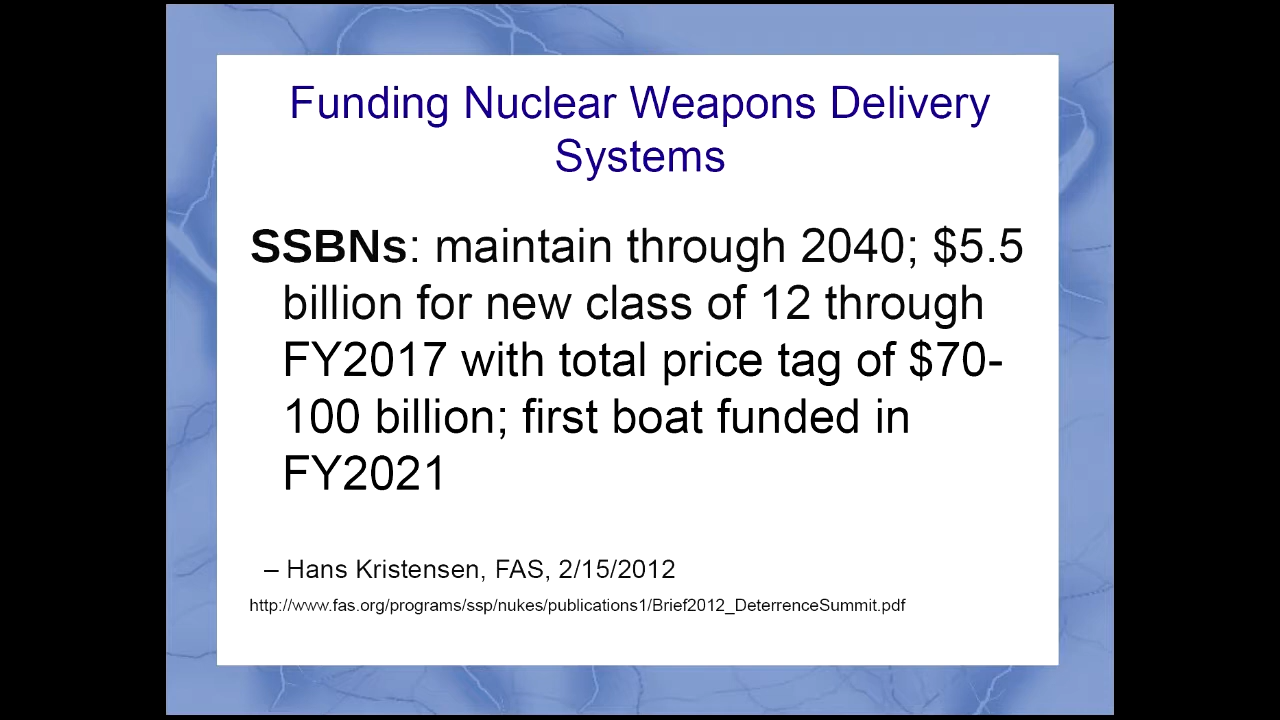 Funding Nuclear Weapons Delivery
Systems
SSBNs: maintain through 2040; $5.5
billion for new class of 12 through
FY2017 with total price tag of $70-
100 billion; first boat funded in
FY2021
– Hans Kristensen, FAS, 2/15/2012
http://www.fas.org/programs/ssp/nukes/publications1/Brief2012_DeterrenceSummit.pdf